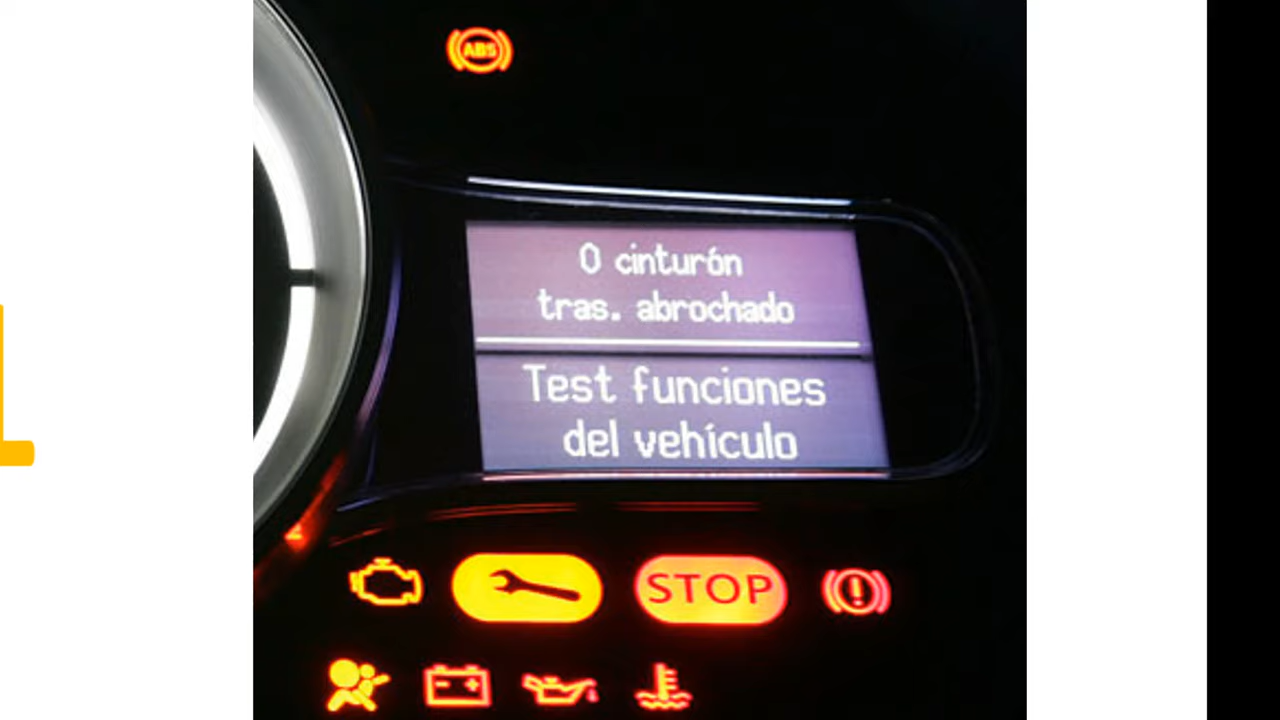 ABS
0 cinturón
tras. abrochado
Test funciones
del vehículo
STOP